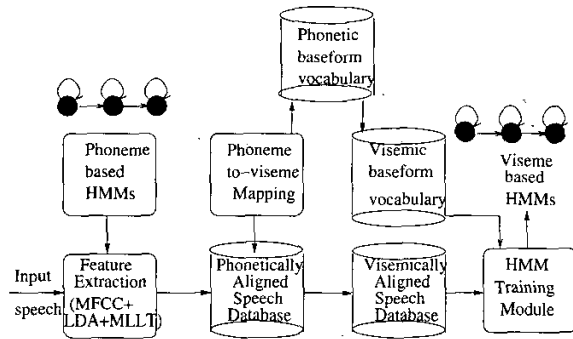 Phonetic
baseform
vocabulary
Phoneme
based
HMMs
Phoneme
to-viseme
Mapping
Visemic
baseform
vocabulary
Viseme
based
HMMs
Input
speech
Feature
Extraction
(MFCC+
LDA+MLLT)
Phonetically
Aligned
Speech
Database
Visemically
Aligned
Speech
Database
HMM
Training
Module